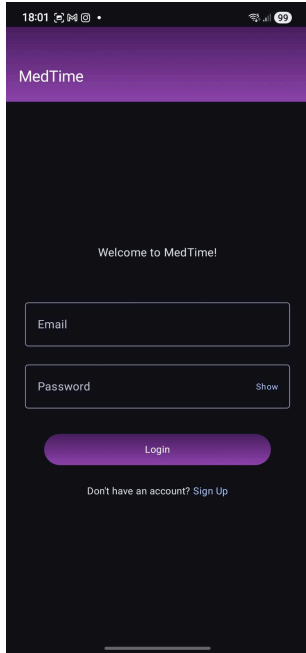 18:01
99
MedTime
Welcome to MedTime!
Email
Password
Show
Login
Don't have an account? Sign Up